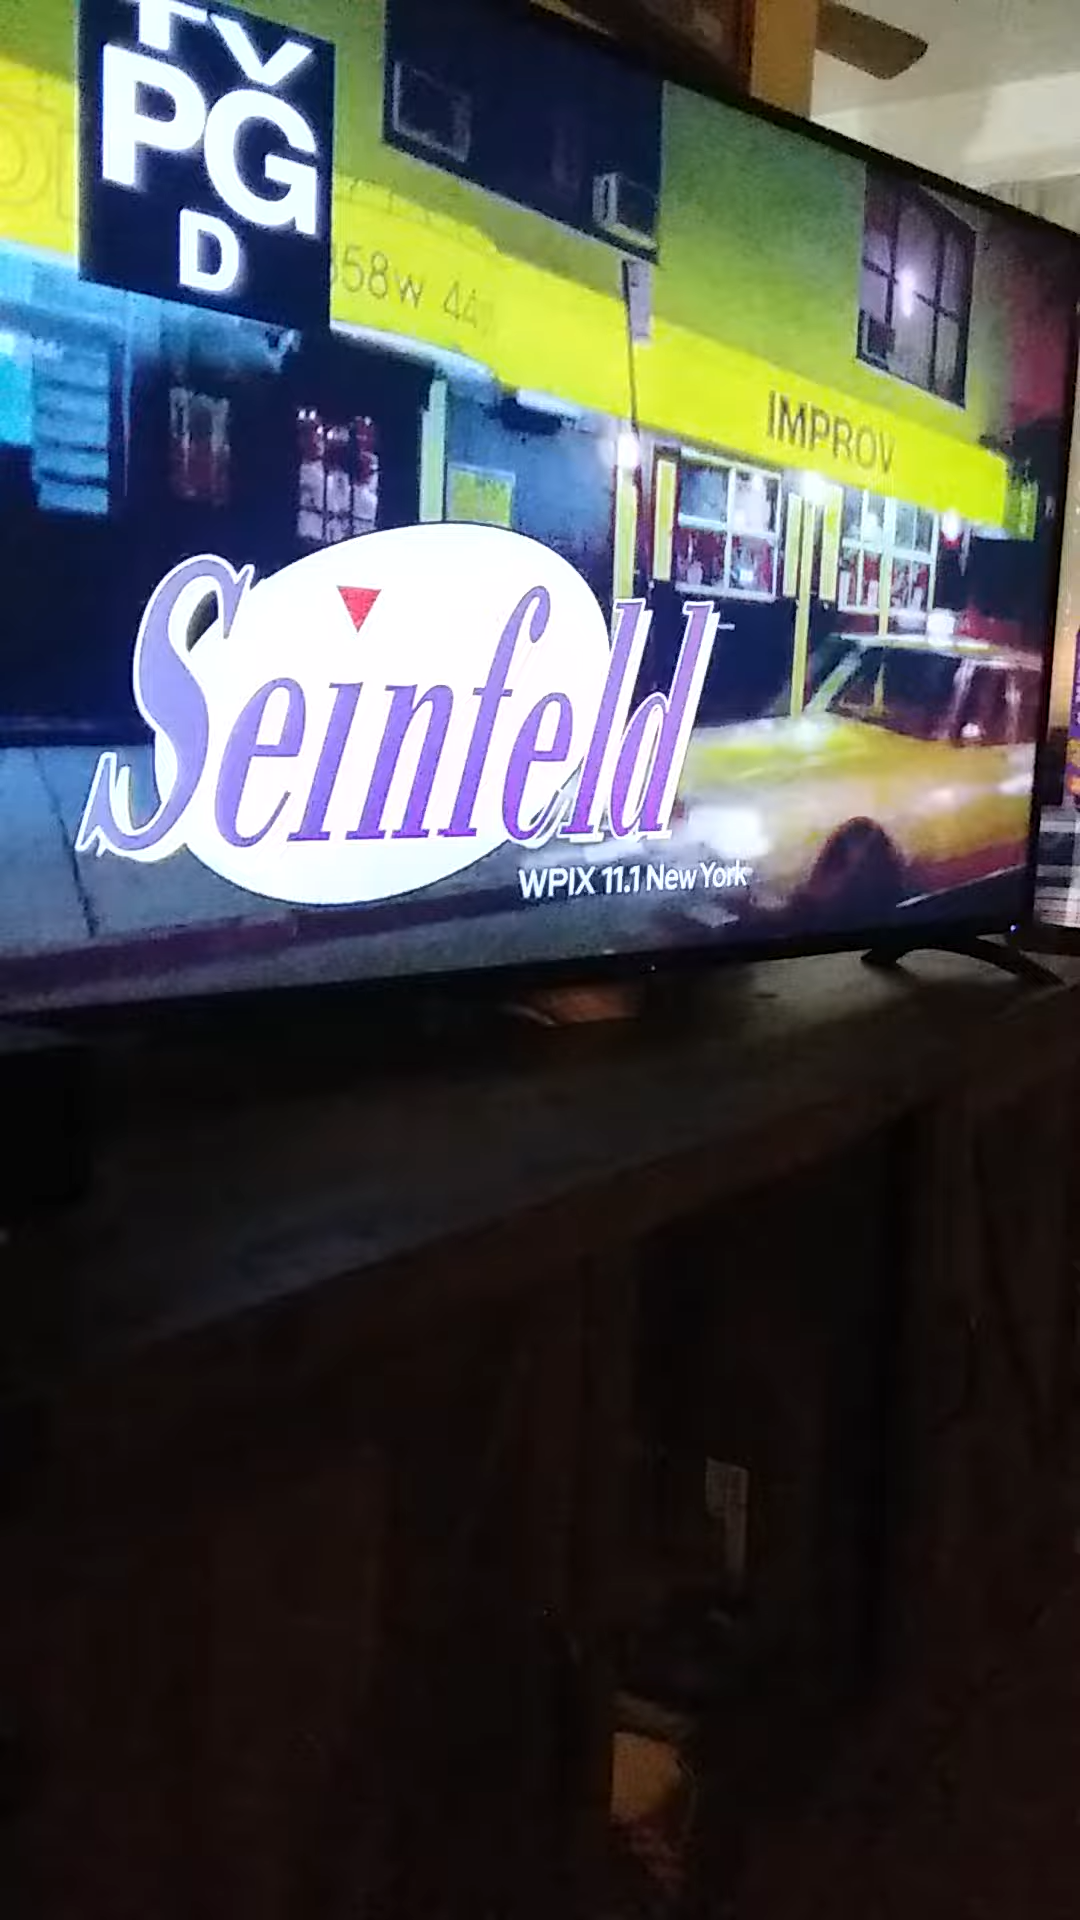 TV
PG
D
58w 44
IMPROV
Seinfeld
WPIX 11.1 New York